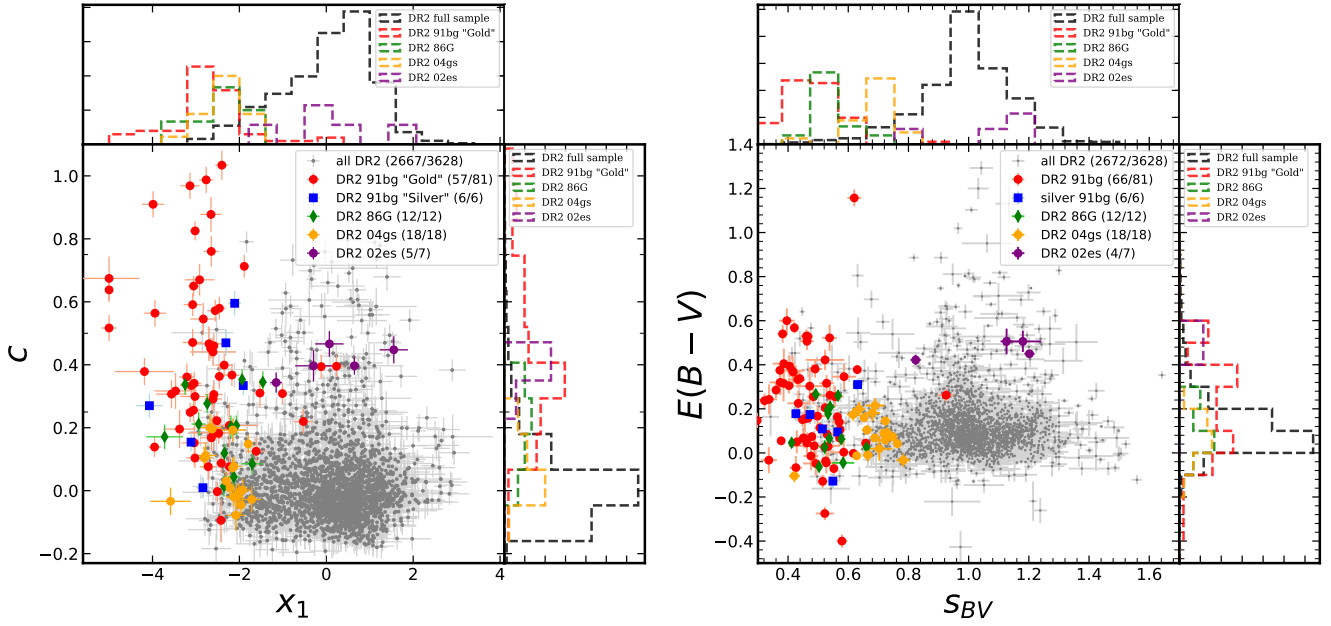 DR2 full sample
DR2 91bg "Gold"
DR2 86G
DR2 04gs
DR2 02es
all DR2 (2667/3628)
DR2 91bg "Gold" (57/81)
DR2 91bg "Silver" (6/6)
DR2 86G (12/12)
DR2 04gs (18/18)
DR2 02es (5/7)
DR2 full sample
DR2 91bg "Gold"
DR2 86G
DR2 04gs
DR2 02es
1.0
0.8
0.6
0.4
0.2
0.0
−0.2
c
−4
−2
0
2
4
x1
DR2 full sample
DR2 91bg "Gold"
DR2 86G
DR2 04gs
DR2 02es
all DR2 (2672/3628)
DR2 91bg (66/81)
silver 91bg (6/6)
DR2 86G (12/12)
DR2 04gs (18/18)
DR2 02es (4/7)
DR2 full sample
DR2 91bg "Gold"
DR2 86G
DR2 04gs
DR2 02es
1.4
1.2
1.0
0.8
0.6
0.4
0.2
0.0
−0.2
−0.4
E(B − V)
0.4
0.6
0.8
1.0
1.2
1.4
1.6
sBV